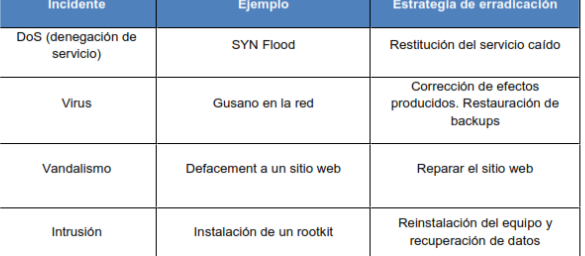 Incidente Ejemplo Estrategia de erradicación
DoS (denegación de
servicio)
SYN Flood
Restitución del servicio caído
Virus
Gusano en la red
Corrección de efectos
producidos. Restauración de
backups
Vandalismo
Defacement a un sitio web
Reparar el sitio web
Intrusión
Instalación de un rootkit
Reinstalación del equipo y
recuperación de datos